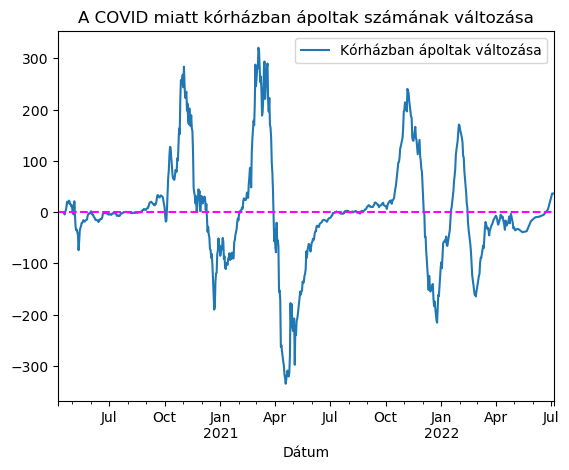 A COVID miatt kórházban ápoltak számának változása
Kórházban ápoltak változása
300
200
100
0
−100
−200
−300
Jul Oct Jan Apr Jul Oct Jan Apr Jul
2021 2022
Dátum